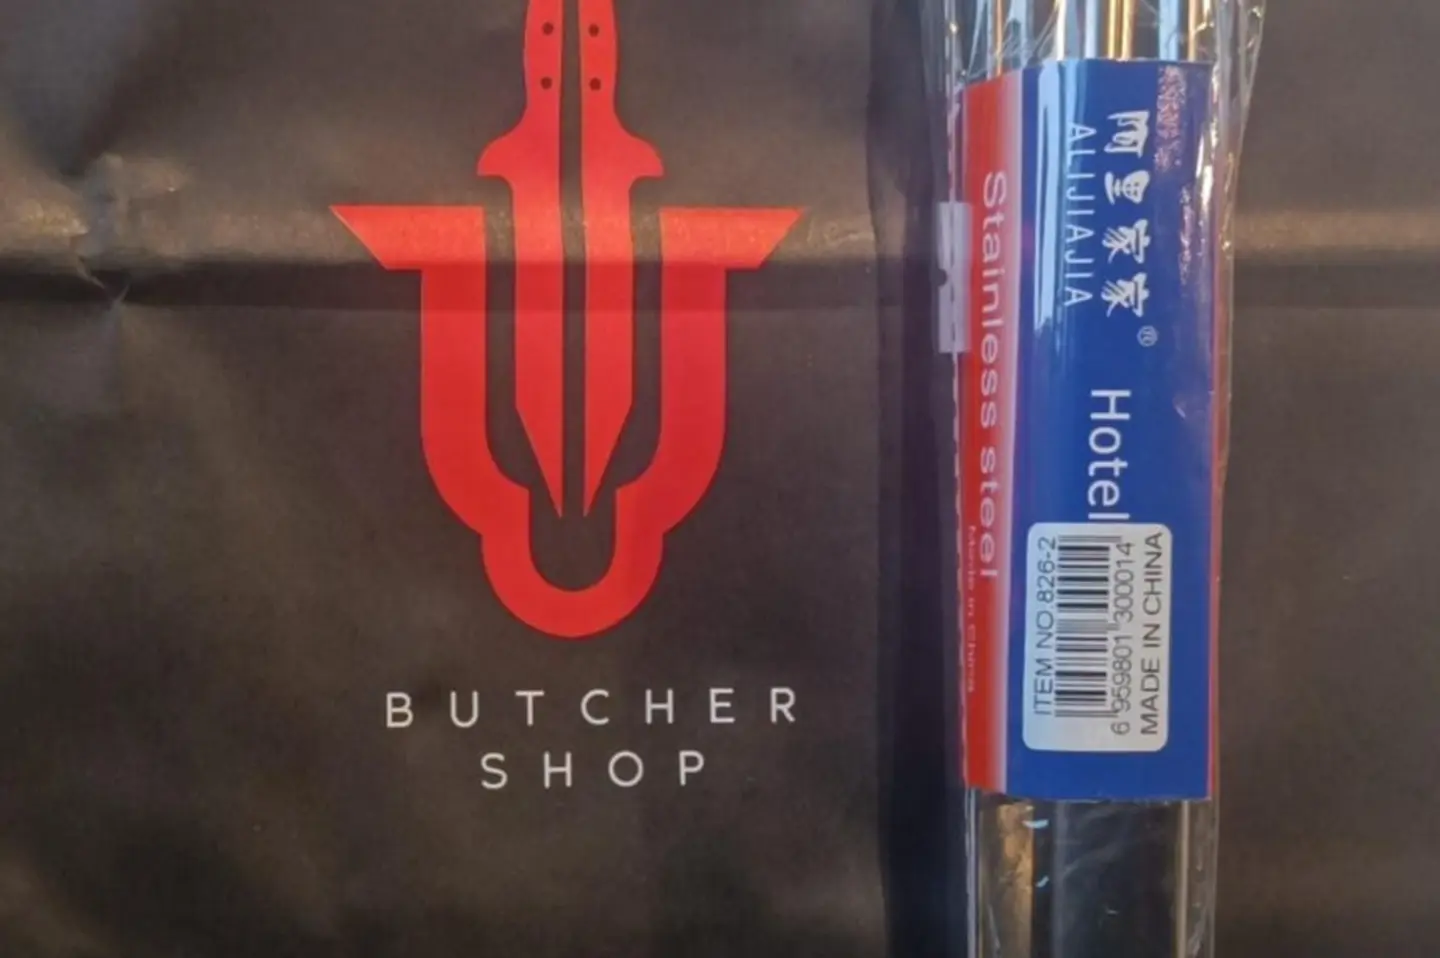 BUTCHER
SHOP
阿里家家®
ALIJIAJIA
Hotel
Stainless steel
Made in China
ITEM NO.826-2
6 959801 300014
MADE IN CHINA